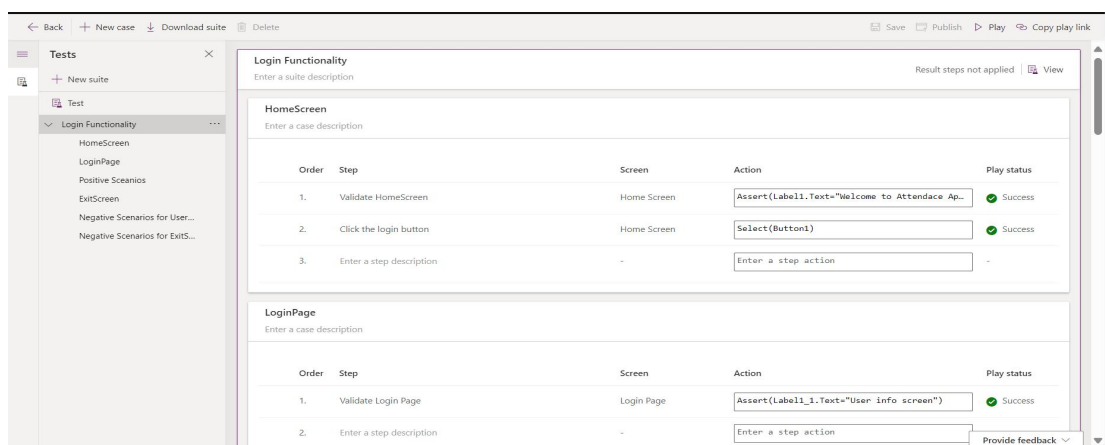 Back New case Download suite Delete Save Publish Play Copy play link
Tests
New suite
Test
Login Functionality ...
HomeScreen
LoginPage
Positive Sceanios
ExitScreen
Negative Scenarios for User...
Negative Scenarios for ExitS...
Login Functionality
Enter a suite description
Result steps not applied View
HomeScreen
Enter a case description
Order Step Screen Action Play status
1. Validate HomeScreen Home Screen Assert(Label1.Text="Welcome to Attendace Ap… Success
2. Click the login button Home Screen Select(Button1) Success
3. Enter a step description - Enter a step action -
LoginPage
Enter a case description
Order Step Screen Action Play status
1. Validate Login Page Login Page Assert(Label1_1.Text="User info screen") Success
2. Enter a step description - Enter a step action
Provide feedback